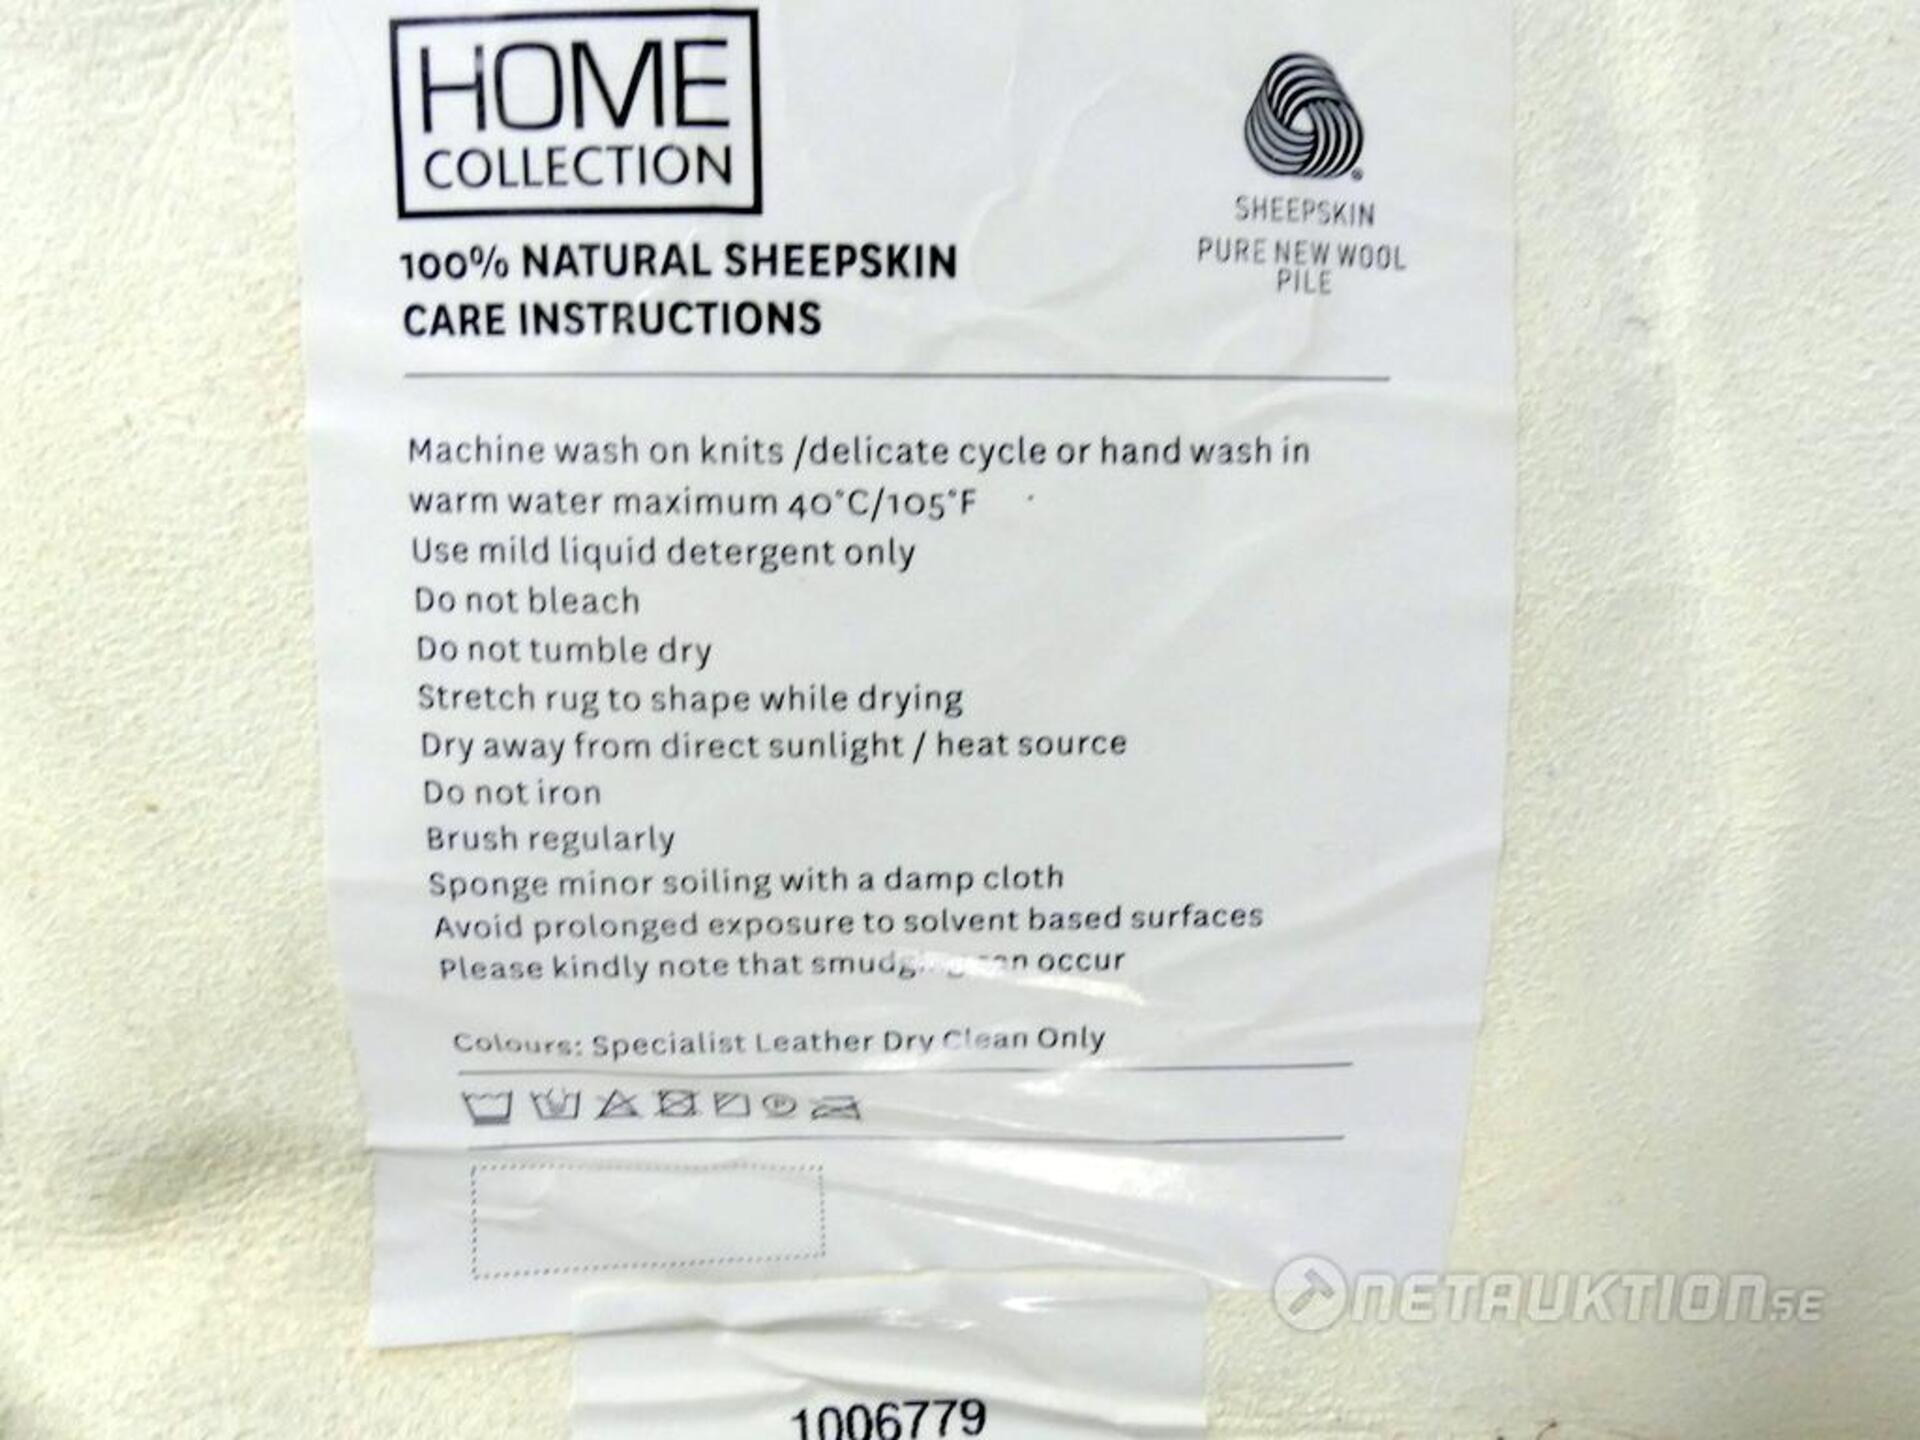 HOME
COLLECTION
SHEEPSKIN
PURE NEW WOOL
PILE
100% NATURAL SHEEPSKIN
CARE INSTRUCTIONS
Machine wash on knits /delicate cycle or hand wash in
warm water maximum 40°C/105°F
Use mild liquid detergent only
Do not bleach
Do not tumble dry
Stretch rug to shape while drying
Dry away from direct sunlight / heat source
Do not iron
Brush regularly
Sponge minor soiling with a damp cloth
Avoid prolonged exposure to solvent based surfaces
Please kindly note that smudging can occur
Colours: Specialist Leather Dry Clean Only
NETAUKTION.SE
1006779